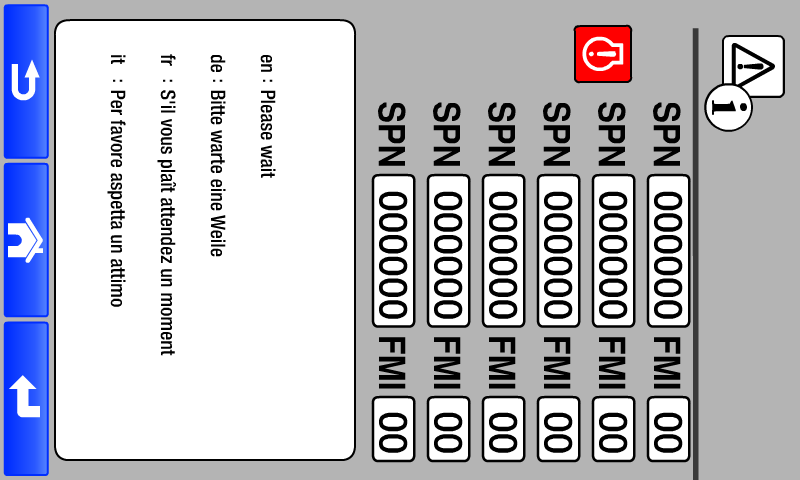 i
SPN 000000 FMI 00
SPN 000000 FMI 00
SPN 000000 FMI 00
SPN 000000 FMI 00
SPN 000000 FMI 00
SPN 000000 FMI 00
en : Please wait
de : Bitte warte eine Weile
fr : S'il vous plaît attendez un moment
it : Per favore aspetta un attimo